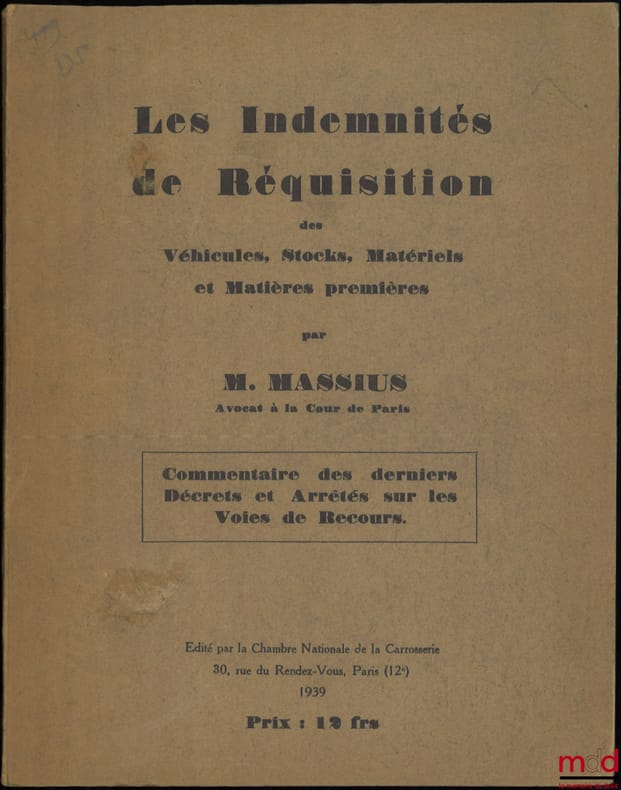 Les Indemnités
de Réquisition
des
Véhicules, Stocks, Matériels
et Matières premières
par
M. MASSIUS
Avocat à la Cour de Paris
Commentaire des derniers
Décrets et Arrêtés sur les
Voies de Recours.
Edité par la Chambre Nationale de la Carrosserie
30, rue du Rendez-Vous, Paris (12e)
1939
Prix : 12 frs
mdd